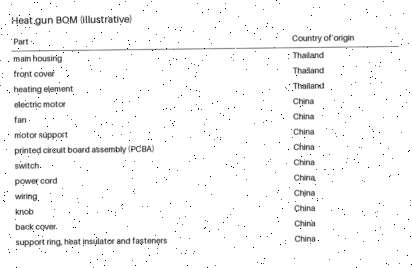 Heat gun BOM (illustrative)
Part Country of origin
main housing Thailand
front cover Thailand
heating element Thailand
electric motor China
fan China
motor support China
printed circuit board assembly (PCBA) China
switch China
power cord China
wiring China
knob China
back cover China
support ring, heat insulator and fasteners China